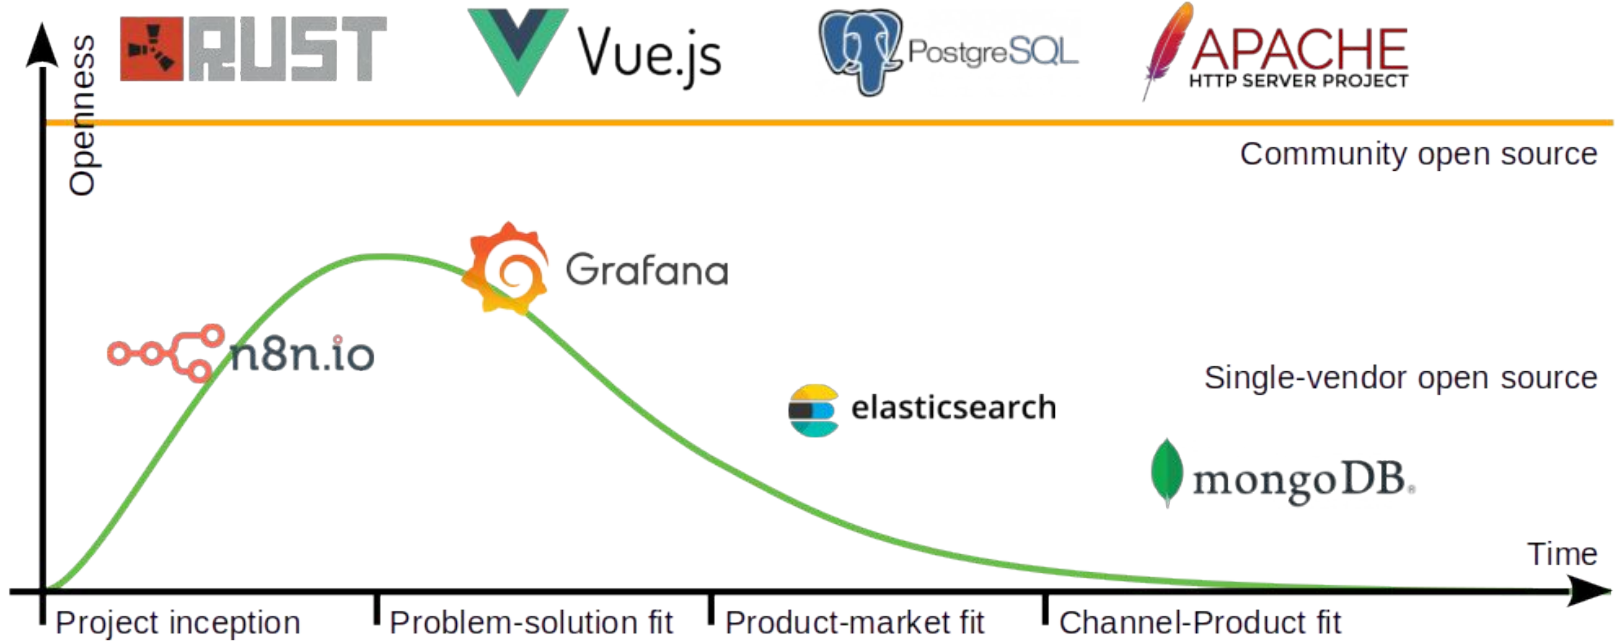 RUST
Vue.js
PostgreSQL
APACHE
HTTP SERVER PROJECT
Openness
Community open source
Grafana
n8n.io
Single-vendor open source
elasticsearch
mongoDB®
Time
Project inception
Problem-solution fit
Product-market fit
Channel-Product fit